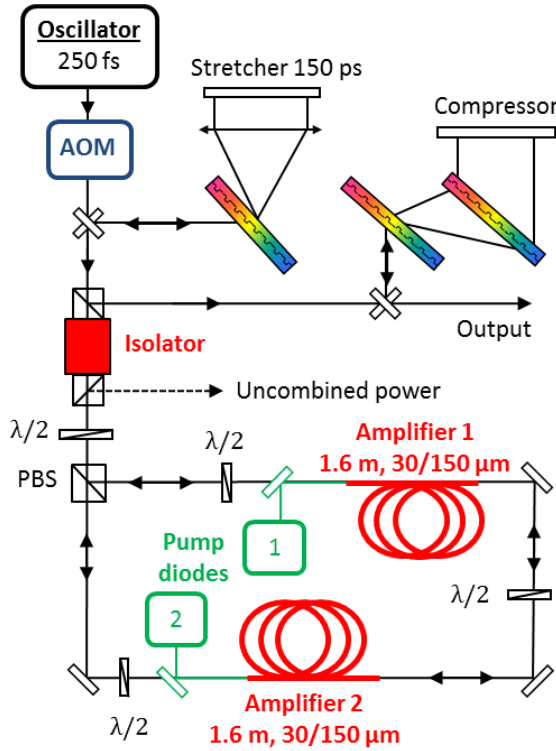 Oscillator
250 fs
Stretcher 150 ps
Compressor
AOM
Output
Isolator
Uncombined power
λ/2
λ/2
Amplifier 1
1.6 m, 30/150 µm
PBS
Pump
diodes
1
2
λ/2
λ/2
Amplifier 2
1.6 m, 30/150 µm